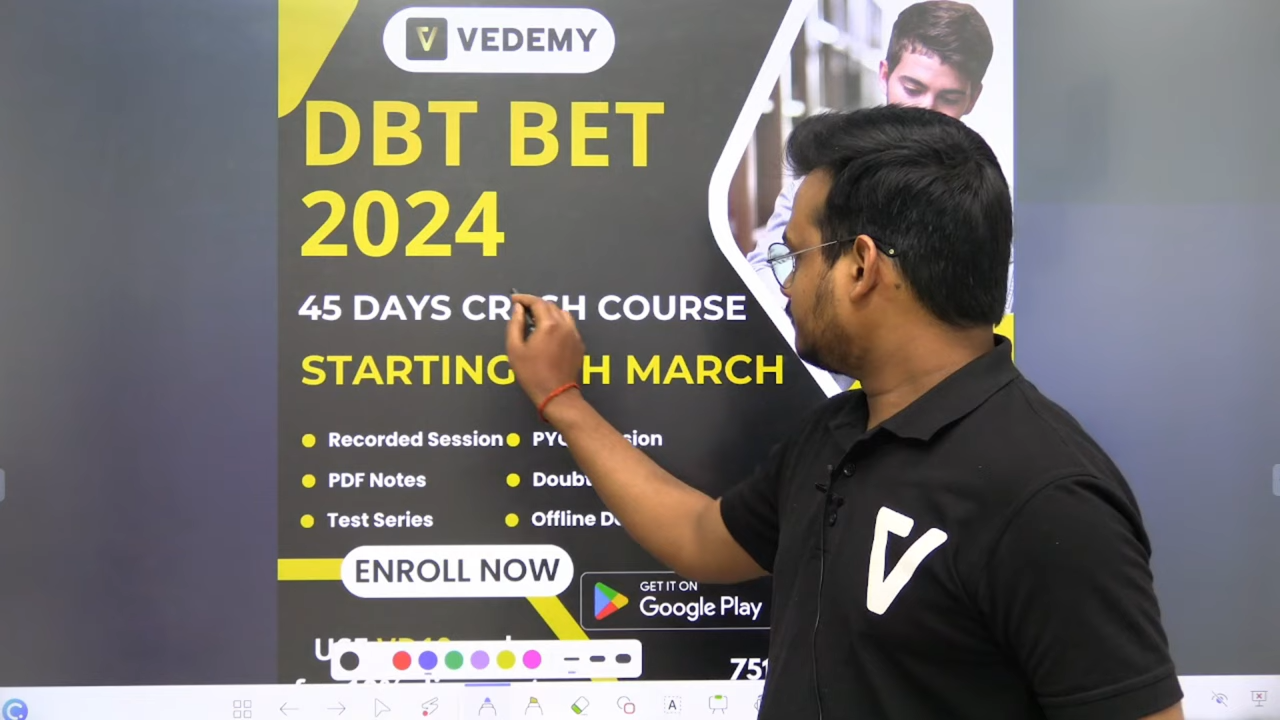 VEDEMY
DBT BET
2024
45 DAYS CRASH COURSE
STARTING MARCH
Recorded Session
PDF Notes
Test Series
ENROLL NOW
GET IT ON
Google Play
A